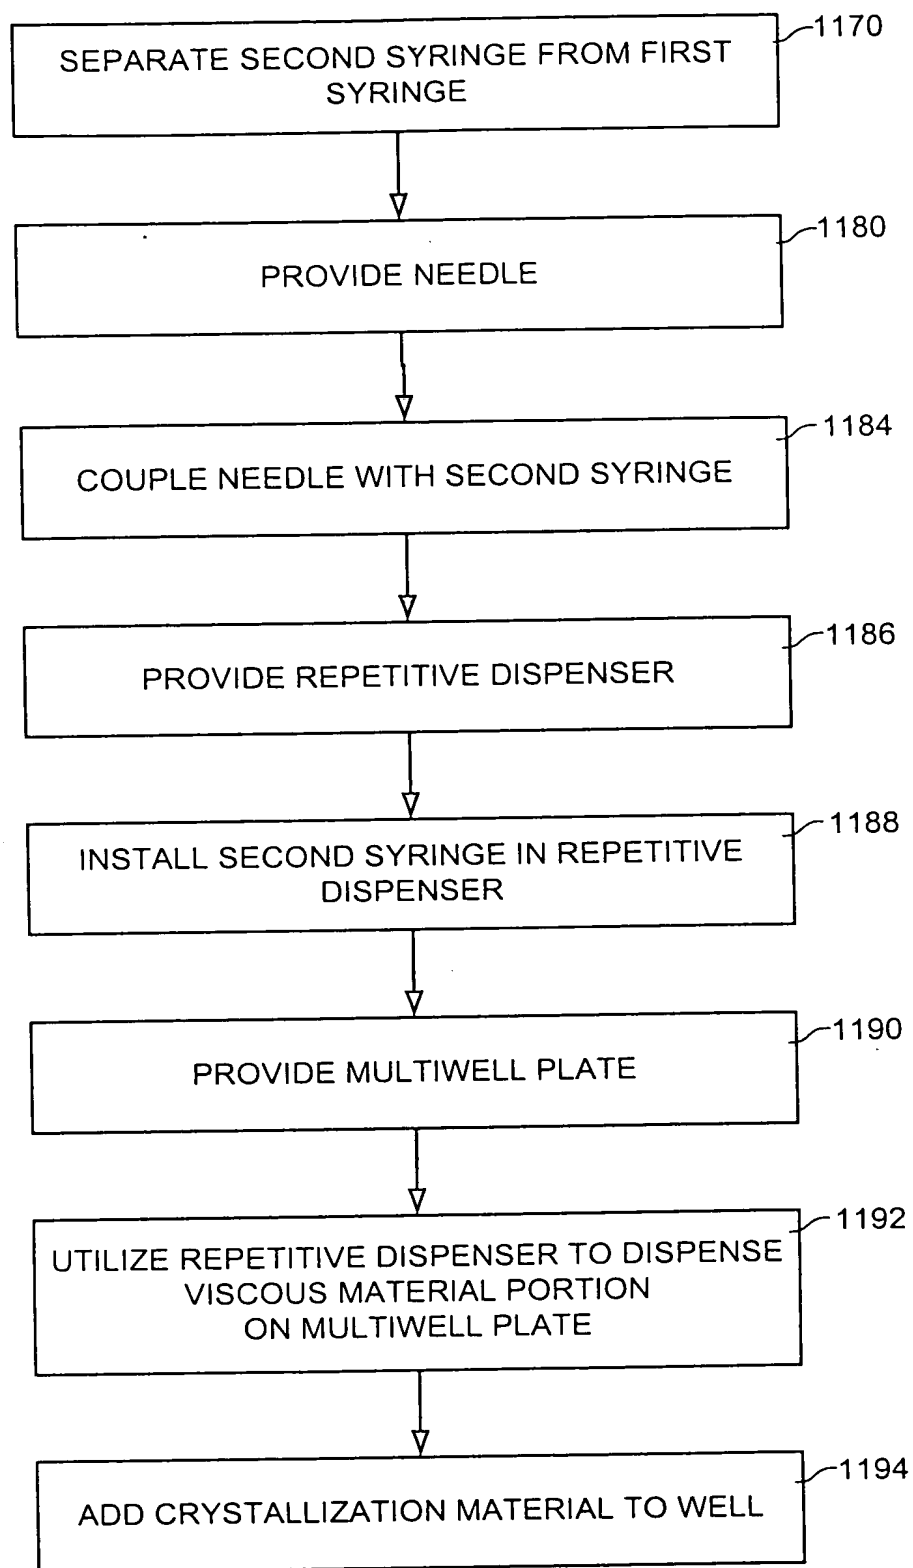 1170
SEPARATE SECOND SYRINGE FROM FIRST
SYRINGE
1180
PROVIDE NEEDLE
1184
COUPLE NEEDLE WITH SECOND SYRINGE
1186
PROVIDE REPETITIVE DISPENSER
1188
INSTALL SECOND SYRINGE IN REPETITIVE
DISPENSER
1190
PROVIDE MULTIWELL PLATE
1192
UTILIZE REPETITIVE DISPENSER TO DISPENSE
VISCOUS MATERIAL PORTION
ON MULTIWELL PLATE
1194
ADD CRYSTALLIZATION MATERIAL TO WELL